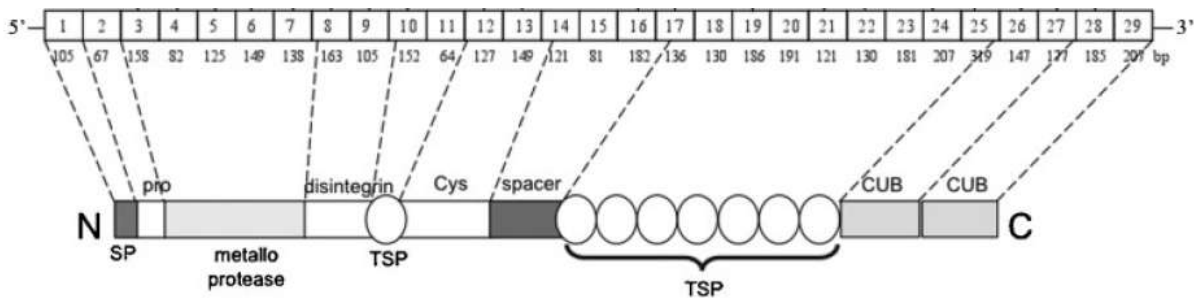 5' 1 2 3 4 5 6 7 8 9 10 11 12 13 14 15 16 17 18 19 20 21 22 23 24 25 26 27 28 29 3'
105 67 158 82 125 149 138 163 105 152 64 127 149 121 81 182 136 130 186 191 121 130 181 207 319 147 177 185 207 bp
pro disintegrin Cys spacer CUB CUB
N C
SP metallo TSP
protease
TSP